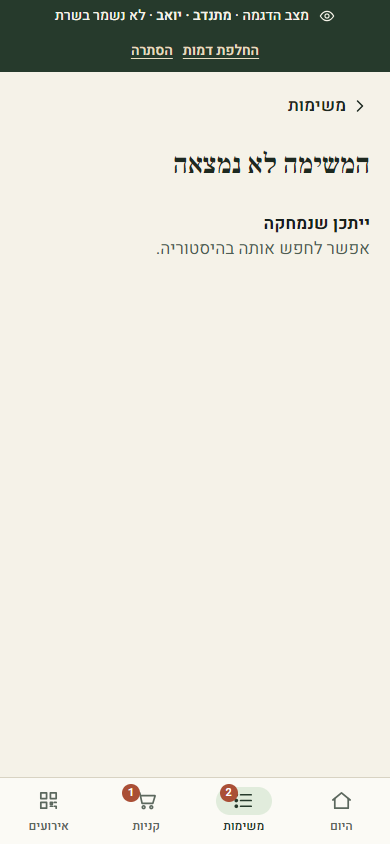 מצב הדגמה · מתנדב · יואב · לא נשמר בשרת
החלפת דמות הסתרה
משימות
המשימה לא נמצאה
ייתכן שנמחקה
אפשר לחפש אותה בהיסטוריה.
היום
2
משימות
1
קניות
אירועים